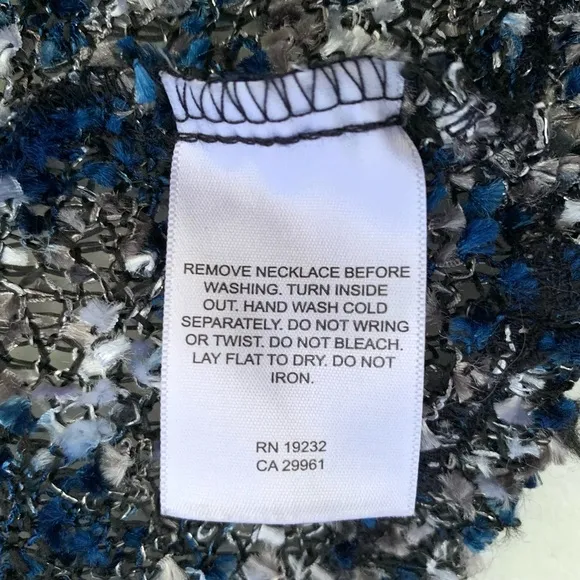 REMOVE NECKLACE BEFORE
WASHING. TURN INSIDE
OUT. HAND WASH COLD
SEPARATELY. DO NOT WRING
OR TWIST. DO NOT BLEACH.
LAY FLAT TO DRY. DO NOT
IRON.
RN 19232
CA 29961